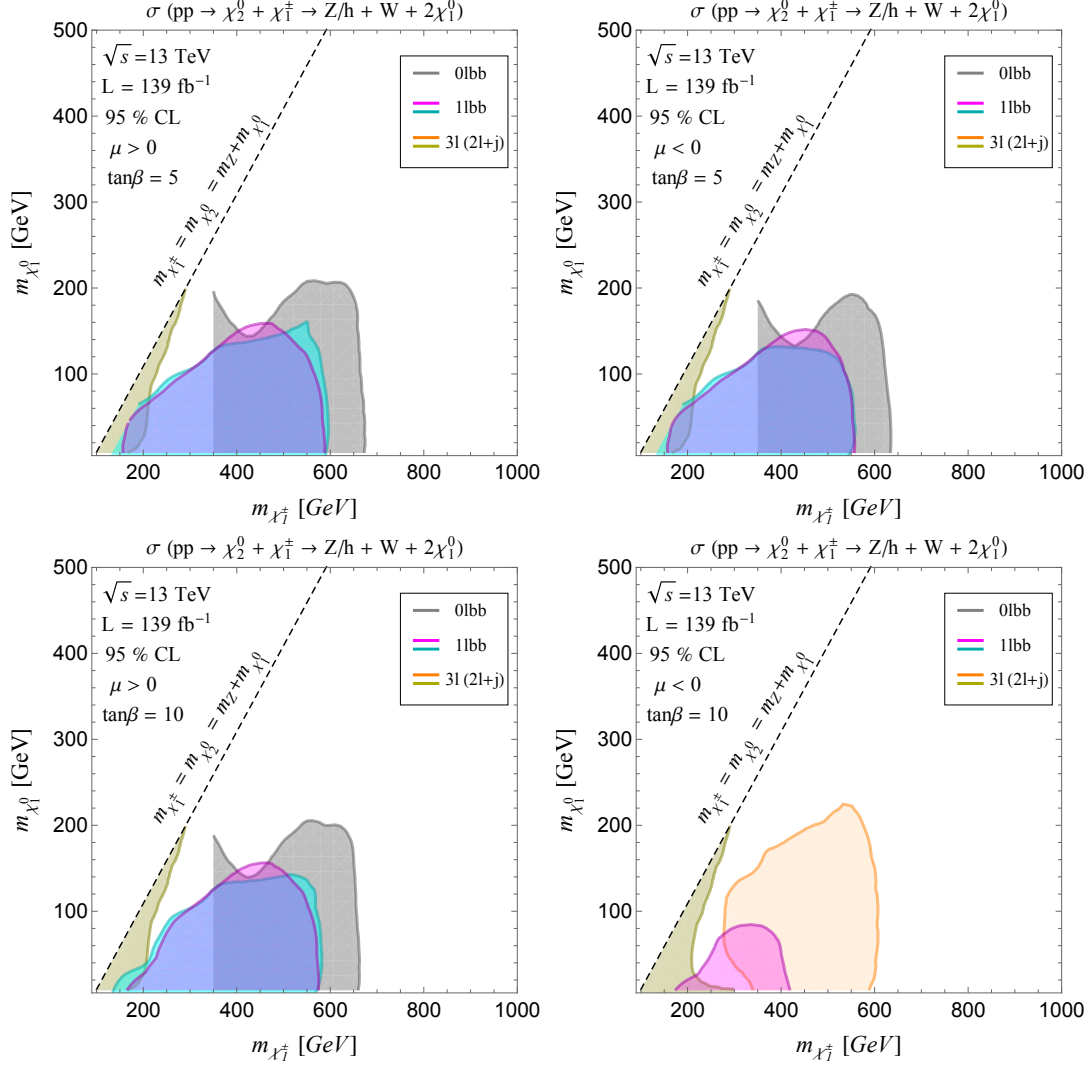 σ (pp → χ₂⁰ + χ₁± → Z/h + W + 2χ₁⁰)
√s =13 TeV
L = 139 fb⁻¹
95 % CL
μ > 0
tanβ = 5
m_χ₁± = m_χ₂⁰ = m_Z+m_χ₁⁰
0lbb
1lbb
3l (2l+j)
500
400
300
200
100
m_χ₁⁰ [GeV]
200 400 600 800 1000
m_χ₁± [GeV]
σ (pp → χ₂⁰ + χ₁± → Z/h + W + 2χ₁⁰)
√s =13 TeV
L = 139 fb⁻¹
95 % CL
μ < 0
tanβ = 5
m_χ₁± = m_χ₂⁰ = m_Z+m_χ₁⁰
0lbb
1lbb
3l (2l+j)
500
400
300
200
100
m_χ₁⁰ [GeV]
200 400 600 800 1000
m_χ₁± [GeV]
σ (pp → χ₂⁰ + χ₁± → Z/h + W + 2χ₁⁰)
√s =13 TeV
L = 139 fb⁻¹
95 % CL
μ > 0
tanβ = 10
m_χ₁± = m_χ₂⁰ = m_Z+m_χ₁⁰
0lbb
1lbb
3l (2l+j)
500
400
300
200
100
m_χ₁⁰ [GeV]
200 400 600 800 1000
m_χ₁± [GeV]
σ (pp → χ₂⁰ + χ₁± → Z/h + W + 2χ₁⁰)
√s =13 TeV
L = 139 fb⁻¹
95 % CL
μ < 0
tanβ = 10
m_χ₁± = m_χ₂⁰ = m_Z+m_χ₁⁰
0lbb
1lbb
3l (2l+j)
500
400
300
200
100
m_χ₁⁰ [GeV]
200 400 600 800 1000
m_χ₁± [GeV]